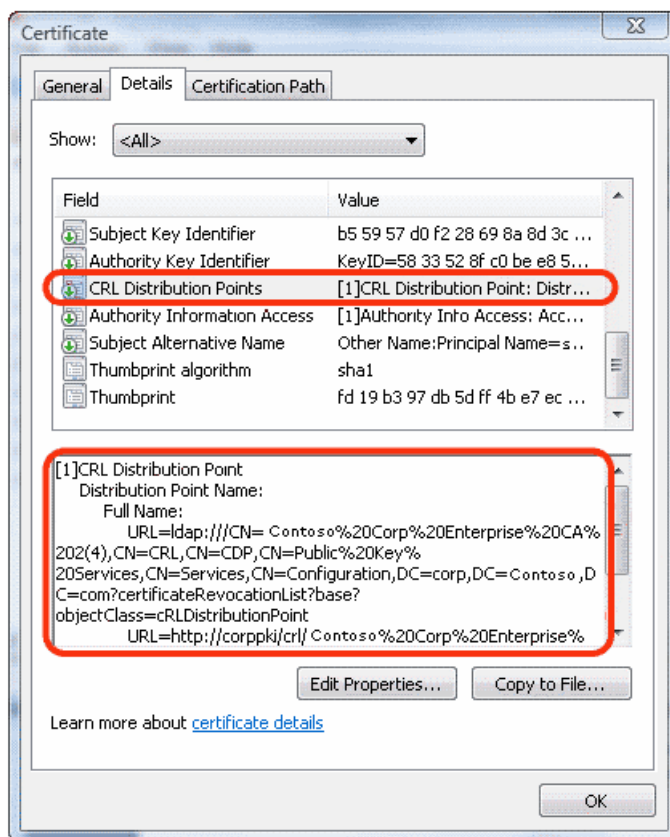 Certificate
General Details Certification Path
Show: <All>
Field Value
Subject Key Identifier b5 59 57 d0 f2 28 69 8a 8d 3c ...
Authority Key Identifier KeyID=58 33 52 8f c0 be e8 5...
CRL Distribution Points [1]CRL Distribution Point: Distr...
Authority Information Access [1]Authority Info Access: Acc...
Subject Alternative Name Other Name:Principal Name=s...
Thumbprint algorithm sha1
Thumbprint fd 19 b3 97 db 5d ff 4b e7 ec ...
[1]CRL Distribution Point
Distribution Point Name:
Full Name:
URL=ldap:///CN= Contoso%20Corp%20Enterprise%20CA%
202(4),CN=CRL,CN=CDP,CN=Public%20Key%
20Services,CN=Services,CN=Configuration,DC=corp,DC=Contoso ,D
C=com?certificateRevocationList?base?
objectClass=cRLDistributionPoint
URL=http://corppki/crl/ Contoso%20Corp%20Enterprise%
Edit Properties... Copy to File...
Learn more about certificate details
OK